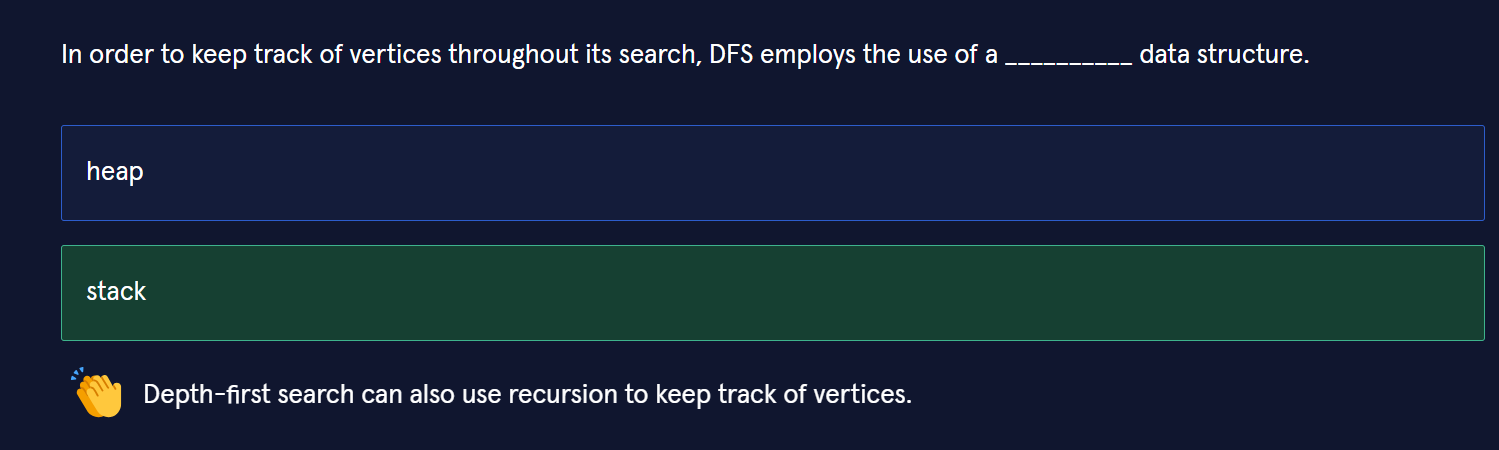 In order to keep track of vertices throughout its search, DFS employs the use of a __________ data structure.
heap
stack
Depth-first search can also use recursion to keep track of vertices.